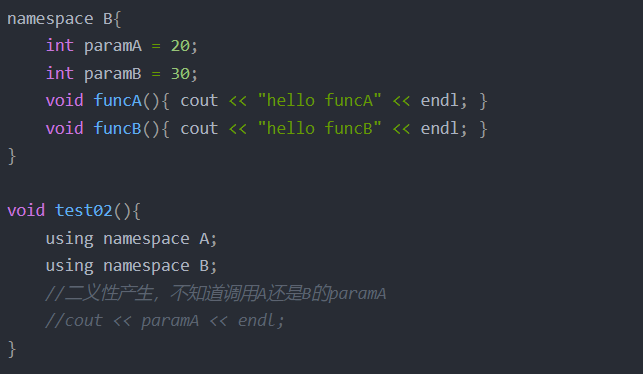 namespace B{
    int paramA = 20;
    int paramB = 30;
    void funcA(){ cout << "hello funcA" << endl; }
    void funcB(){ cout << "hello funcB" << endl; }
}
void test02(){
    using namespace A;
    using namespace B;
    //二义性产生，不知道调用A还是B的paramA
    //cout << paramA << endl;
}